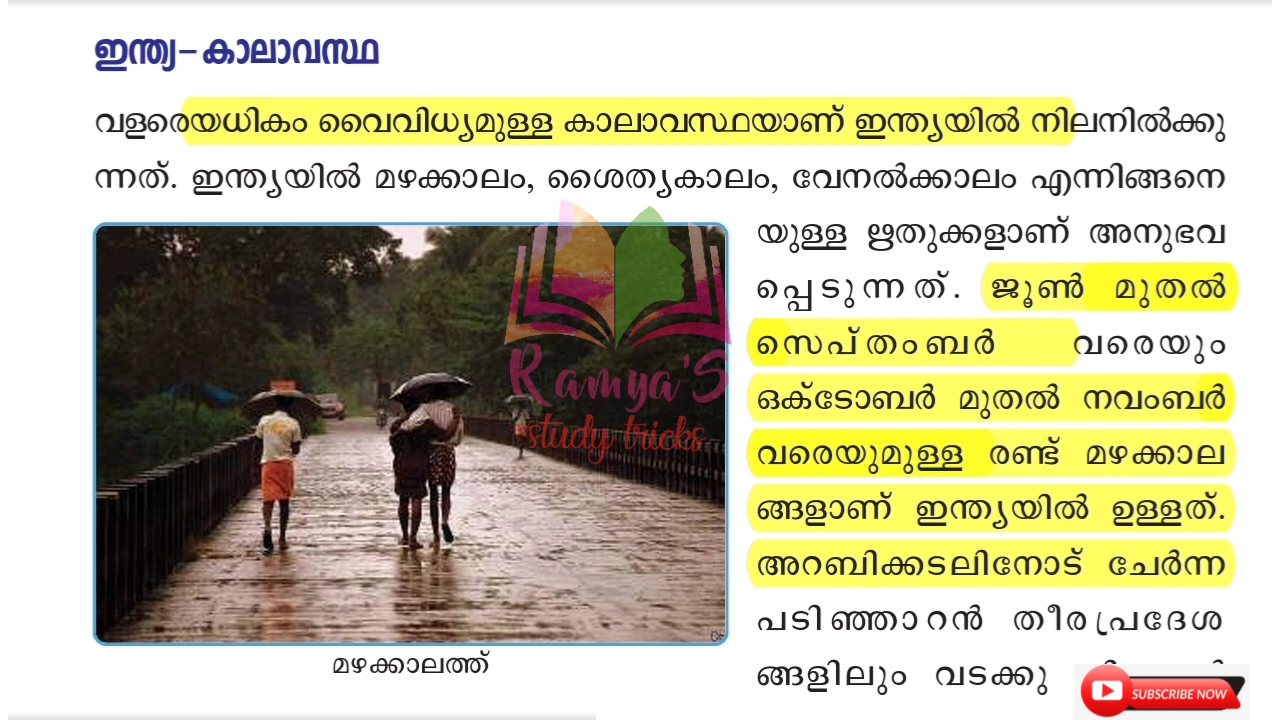 ഇന്ത്യ-കാലാവസ്ഥ
വളരെയധികം വൈവിധ്യമുള്ള കാലാവസ്ഥയാണ് ഇന്ത്യയിൽ നിലനിൽക്കു
ന്നത്. ഇന്ത്യയിൽ മഴക്കാലം, ശൈത്യകാലം, വേനൽക്കാലം എന്നിങ്ങനെ
യുള്ള ഋതുക്കളാണ് അനുഭവ
പ്പെടുന്നത്. ജൂൺ മുതൽ
സെപ്തംബർ വരെയും
ഒക്ടോബർ മുതൽ നവംബർ
വരെയുമുള്ള രണ്ട് മഴക്കാല
ങ്ങളാണ് ഇന്ത്യയിൽ ഉള്ളത്.
അറബിക്കടലിനോട് ചേർന്ന
പടിഞ്ഞാറൻ തീരപ്രദേശ
ങ്ങളിലും വടക്കു
മഴക്കാലത്ത്
Ramya'S
study tricks
SUBSCRIBE NOW